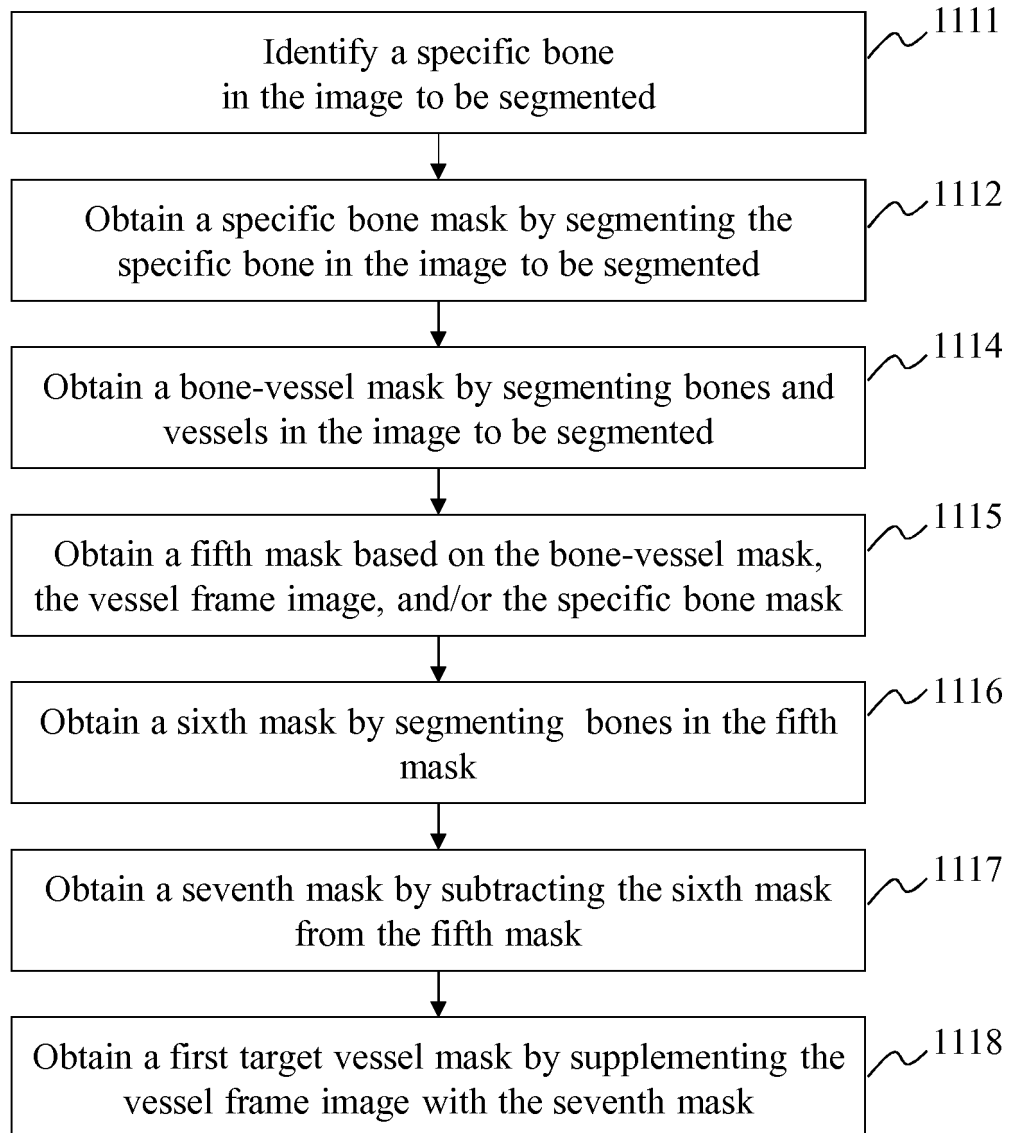 1111
Identify a specific bone
in the image to be segmented
1112
Obtain a specific bone mask by segmenting the
specific bone in the image to be segmented
1114
Obtain a bone-vessel mask by segmenting bones and
vessels in the image to be segmented
1115
Obtain a fifth mask based on the bone-vessel mask,
the vessel frame image, and/or the specific bone mask
1116
Obtain a sixth mask by segmenting bones in the fifth
mask
1117
Obtain a seventh mask by subtracting the sixth mask
from the fifth mask
1118
Obtain a first target vessel mask by supplementing the
vessel frame image with the seventh mask